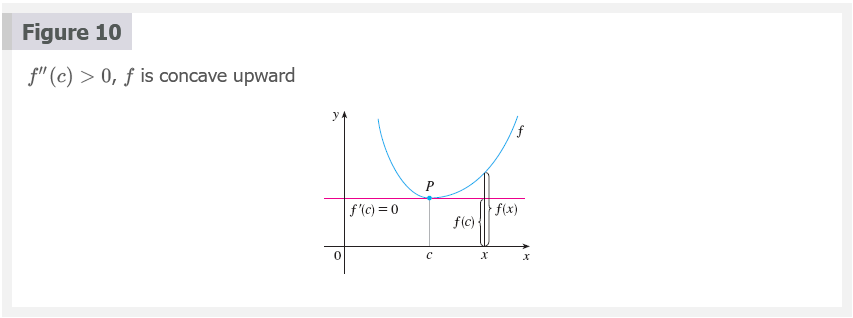 Figure 10
f″(c) > 0, f is concave upward
y
f
P
f′(c) = 0
f(c)
f(x)
0
c
x
x